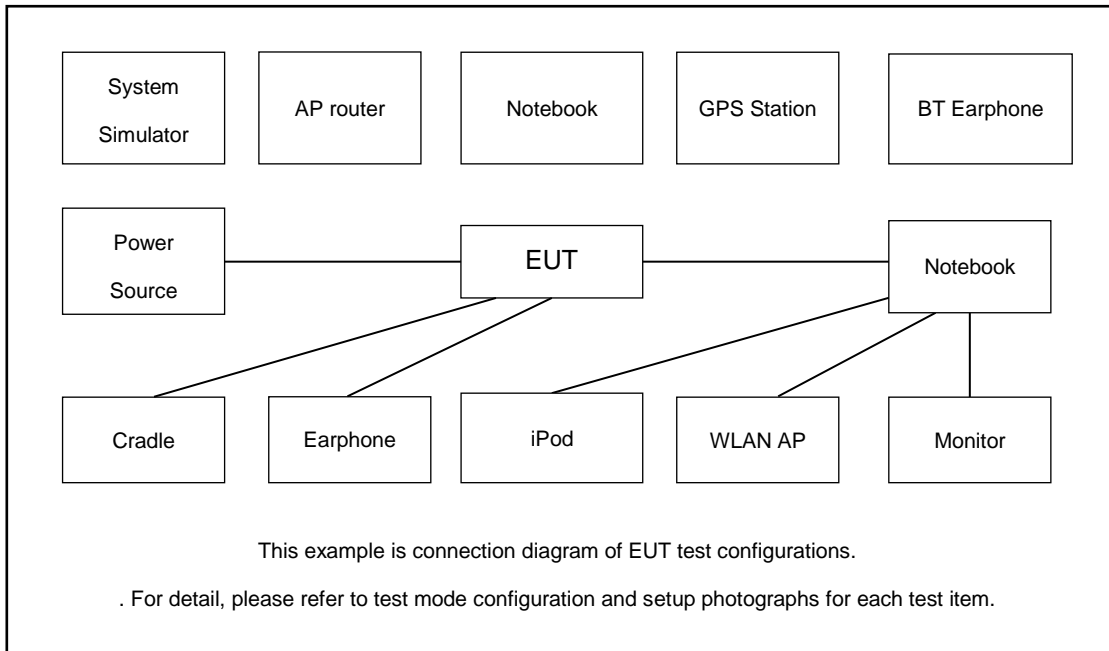 System
Simulator
AP router
Notebook
GPS Station
BT Earphone
Power
Source
EUT
Notebook
Cradle
Earphone
iPod
WLAN AP
Monitor
This example is connection diagram of EUT test configurations.
. For detail, please refer to test mode configuration and setup photographs for each test item.